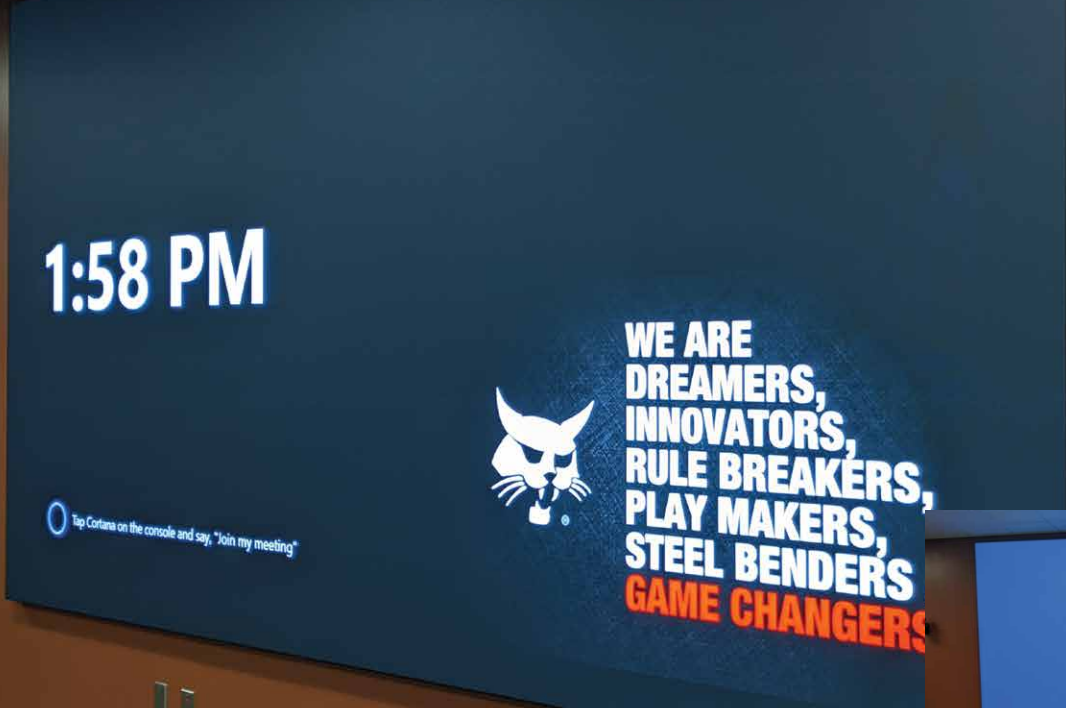 1:58 PM
Tap Cortana on the console and say, "Join my meeting"
®
WE ARE
DREAMERS,
INNOVATORS,
RULE BREAKERS,
PLAY MAKERS,
STEEL BENDERS
GAME CHANGERS